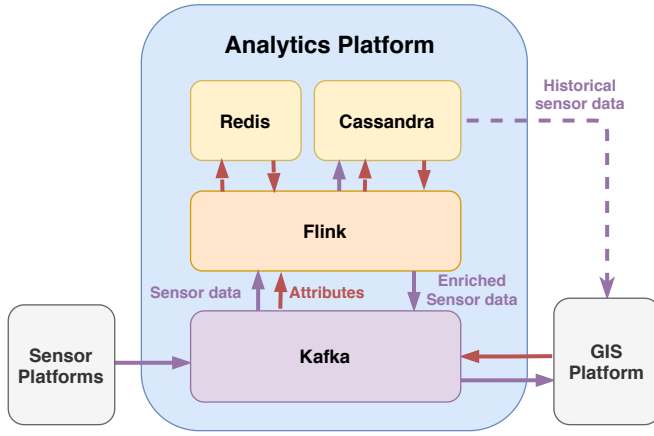 Analytics Platform
Historical
sensor data
Redis
Cassandra
Flink
Sensor data
Attributes
Enriched
Sensor data
Sensor
Platforms
Kafka
GIS
Platform